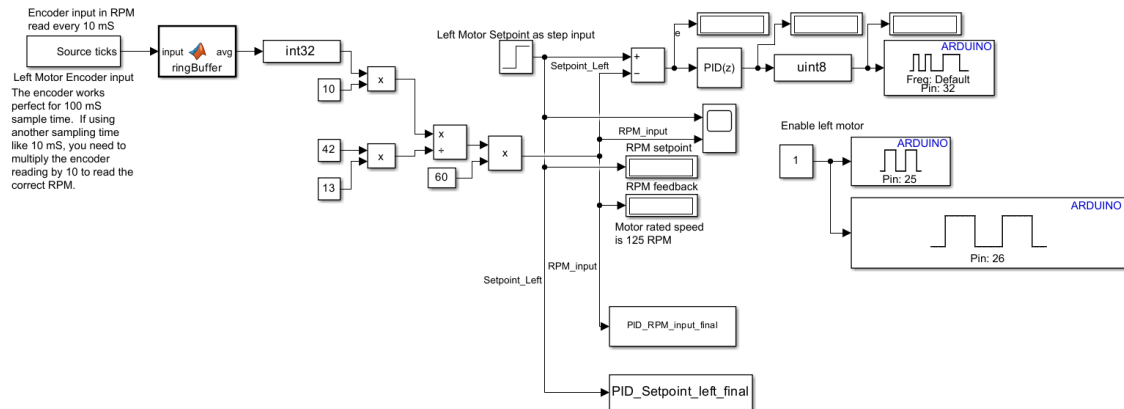 Encoder input in RPM
read every 10 mS
Source ticks
input
avg
ringBuffer
int32
Left Motor Encoder input
The encoder works
perfect for 100 mS
sample time. If using
another sampling time
like 10 mS, you need to
multiply the encoder
reading by 10 to read the
correct RPM.
10
x
42
13
x
x
÷
60
x
Left Motor Setpoint as step input
Setpoint_Left
+
−
e
PID(z)
uint8
ARDUINO
Freq: Default
Pin: 32
RPM_input
RPM setpoint
RPM feedback
Motor rated speed
is 125 RPM
Setpoint_Left
RPM_input
PID_RPM_input_final
PID_Setpoint_left_final
Enable left motor
1
ARDUINO
Pin: 25
ARDUINO
Pin: 26